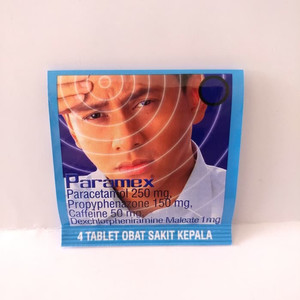 Paramex
Paracetamol 250 mg,
Propyphenazone 150 mg,
Caffeine 50 mg,
Dexchlorpheniramine Maleate 1 mg
4 TABLET OBAT SAKIT KEPALA